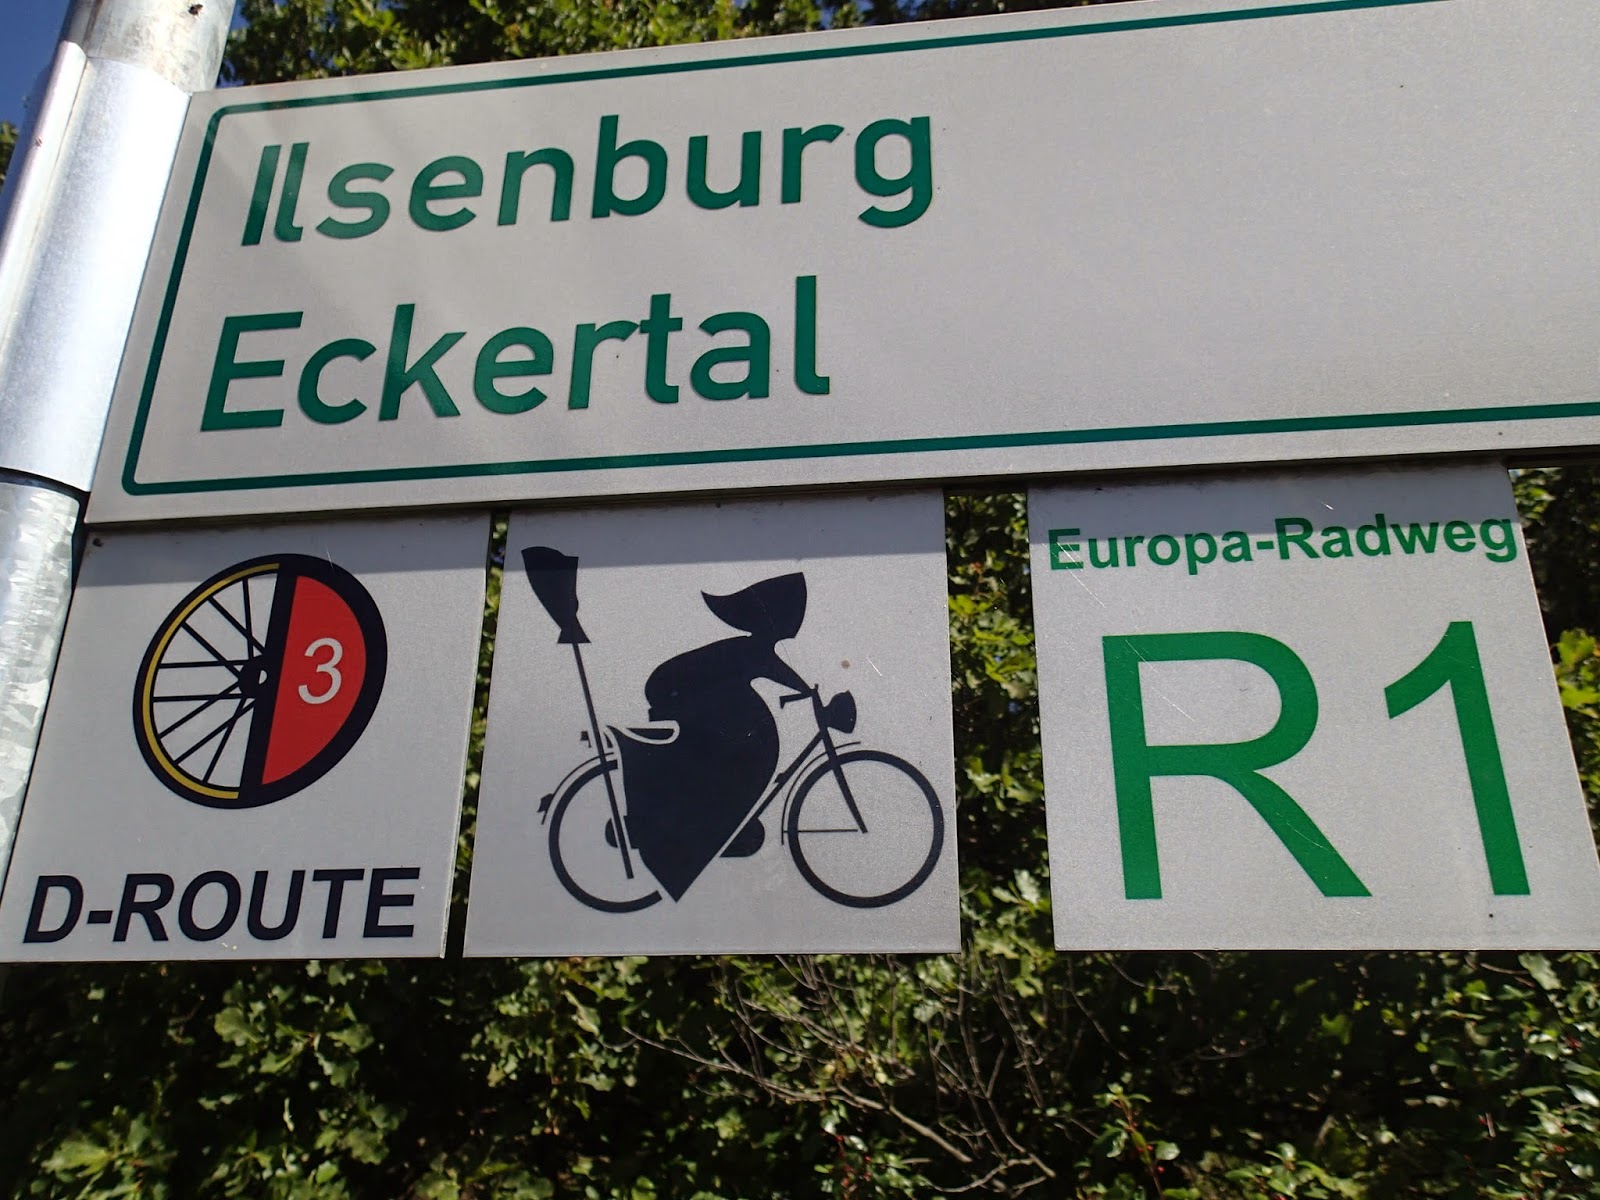 Ilsenburg
Eckertal
3
D-ROUTE
Europa-Radweg
R1